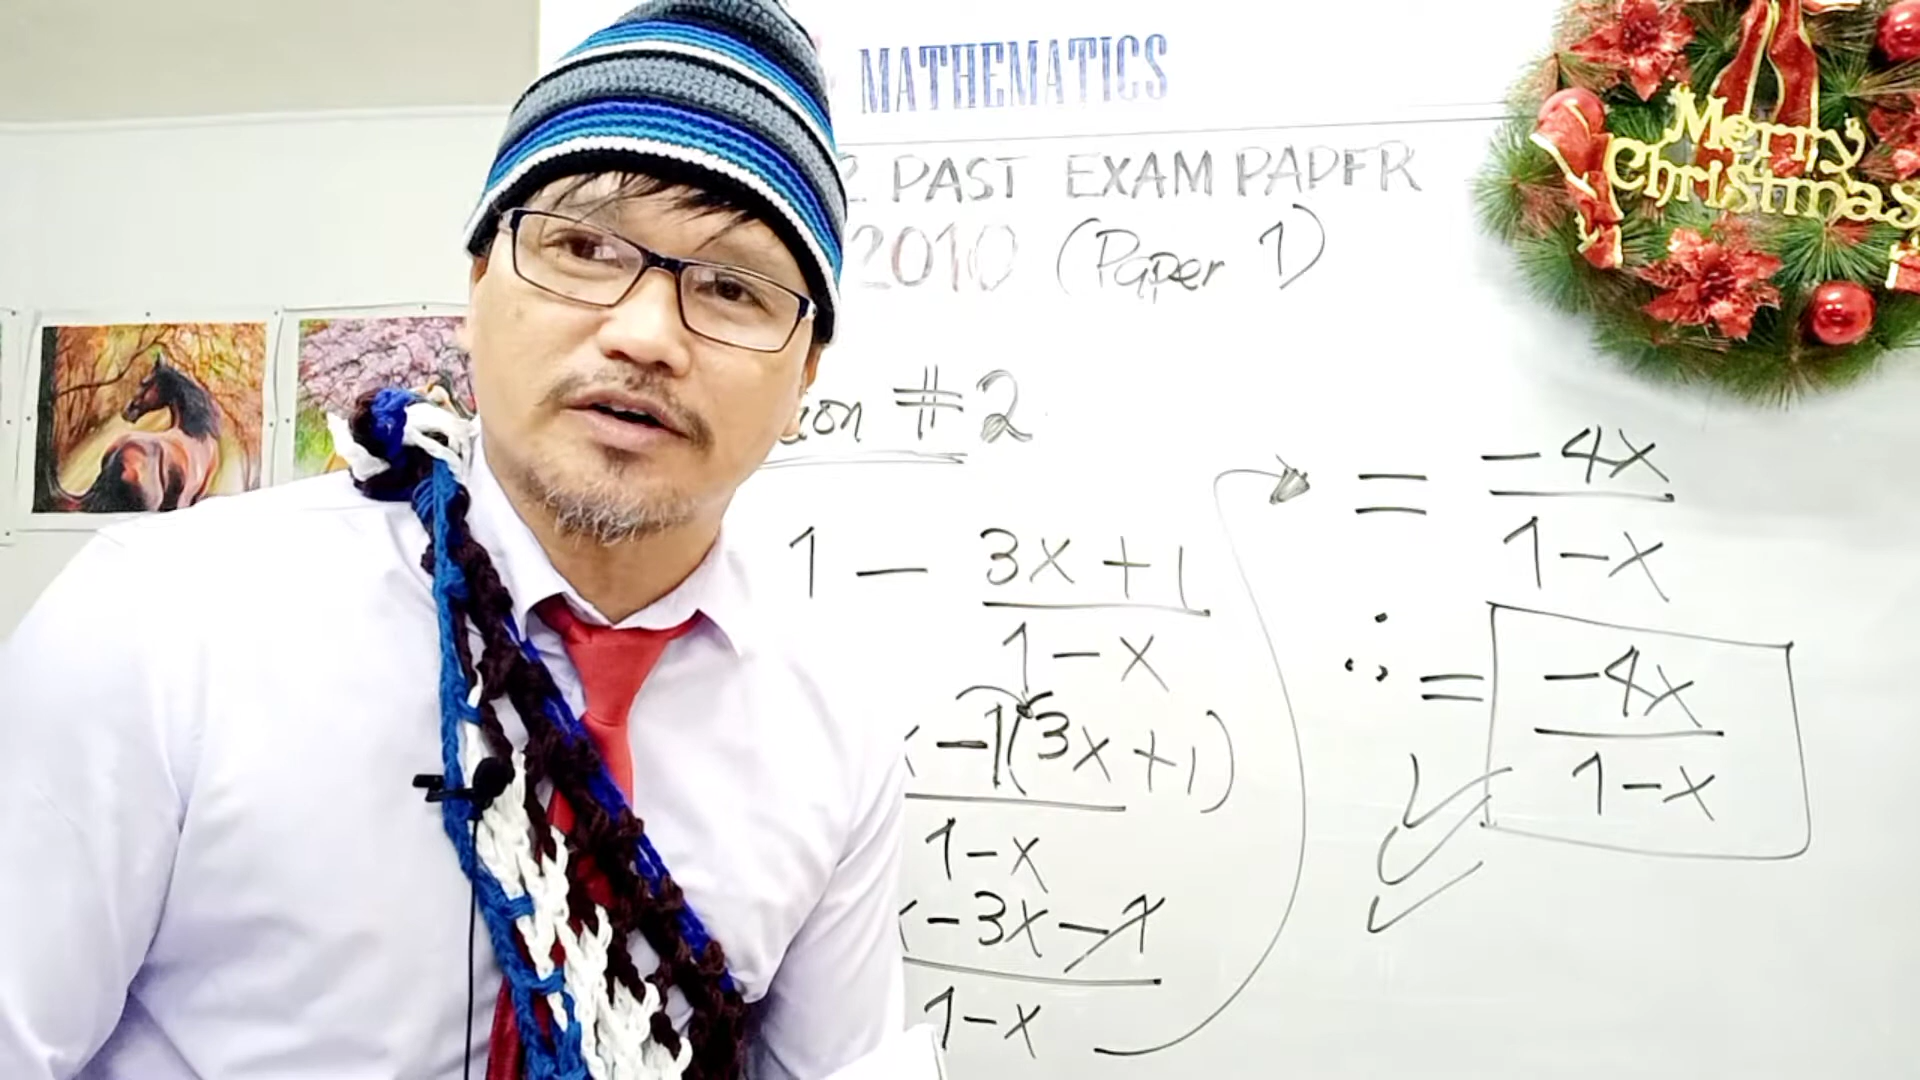 MATHEMATICS
2 PAST EXAM PAPER
2010 (Paper 1)
#2
1 - 3x+1
1-x
-1(3x+1)
1-x
-3x-1
1-x
= -4x
1-x
∴ = -4x
1-x
Merry
Christmas